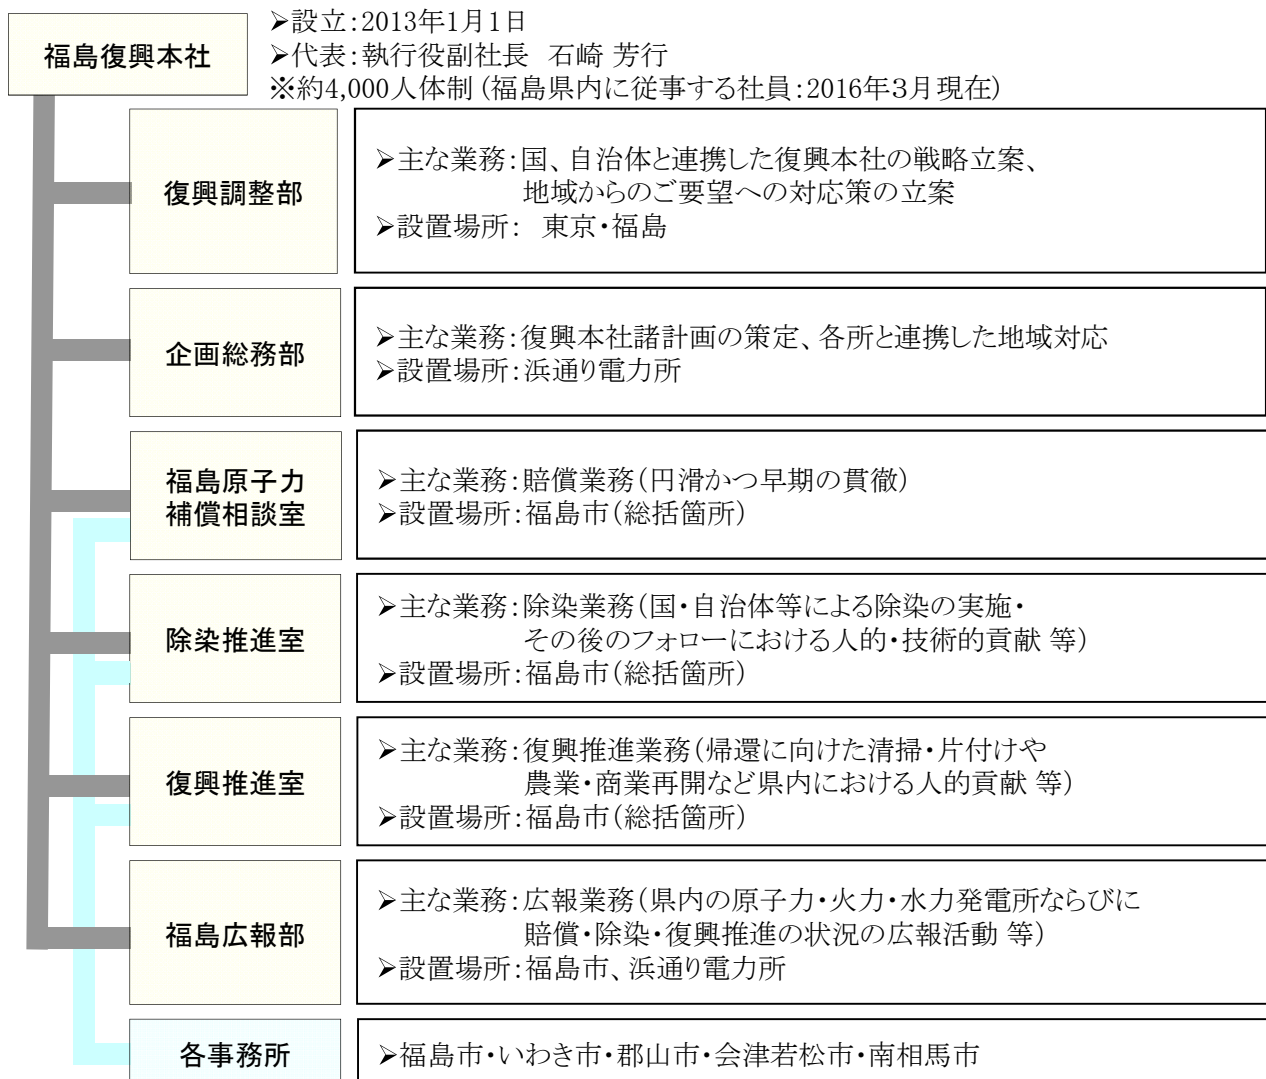 福島復興本社
➢設立:2013年1月1日
➢代表:執行役副社長 石崎 芳行
※約4,000人体制(福島県内に従事する社員:2016年3月現在)
復興調整部
➢主な業務:国、自治体と連携した復興本社の戦略立案、
地域からのご要望への対応策の立案
➢設置場所: 東京・福島
企画総務部
➢主な業務:復興本社諸計画の策定、各所と連携した地域対応
➢設置場所:浜通り電力所
福島原子力
補償相談室
➢主な業務:賠償業務(円滑かつ早期の貫徹)
➢設置場所:福島市(総括箇所)
除染推進室
➢主な業務:除染業務(国・自治体等による除染の実施・
その後のフォローにおける人的・技術的貢献 等)
➢設置場所:福島市(総括箇所)
復興推進室
➢主な業務:復興推進業務(帰還に向けた清掃・片付けや
農業・商業再開など県内における人的貢献 等)
➢設置場所:福島市(総括箇所)
福島広報部
➢主な業務:広報業務(県内の原子力・火力・水力発電所ならびに
賠償・除染・復興推進の状況の広報活動 等)
➢設置場所:福島市、浜通り電力所
各事務所
➢福島市・いわき市・郡山市・会津若松市・南相馬市